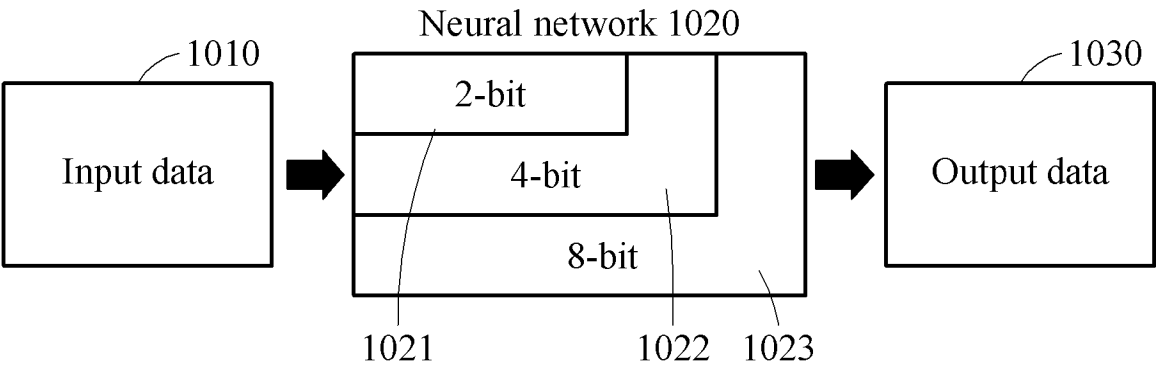 Neural network 1020
1010
1030
2-bit
Input data
4-bit
Output data
8-bit
1021
1022
1023